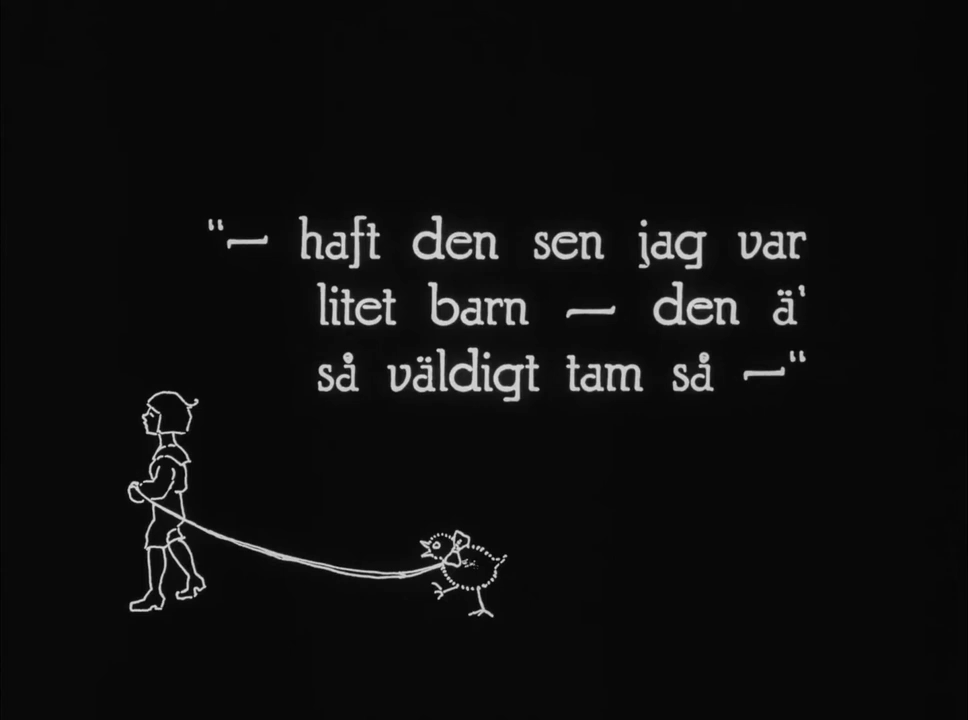 "— haft den sen jag var
litet barn — den ä'
så väldigt tam så —"